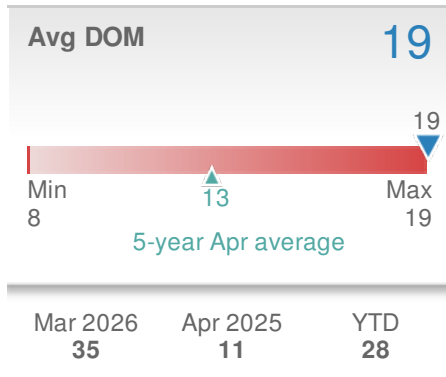 Avg DOM 19
19
Min 13 Max
8 19
5-year Apr average
Mar 2026 Apr 2025 YTD
35 11 28